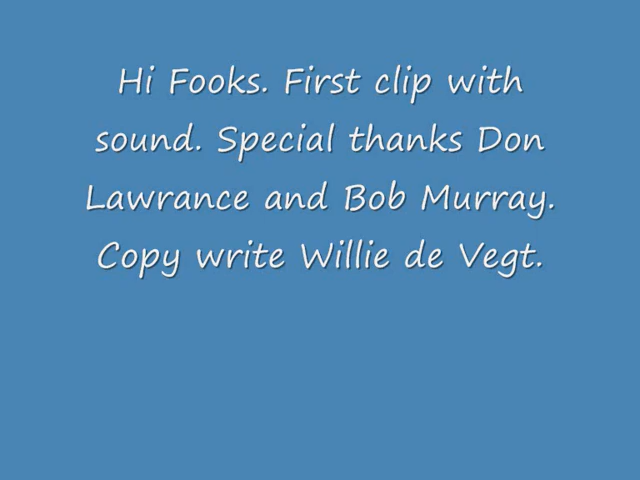 Hi Fooks. First clip with
sound. Special thanks Don
Lawrance and Bob Murray.
Copy write Willie de Vegt.